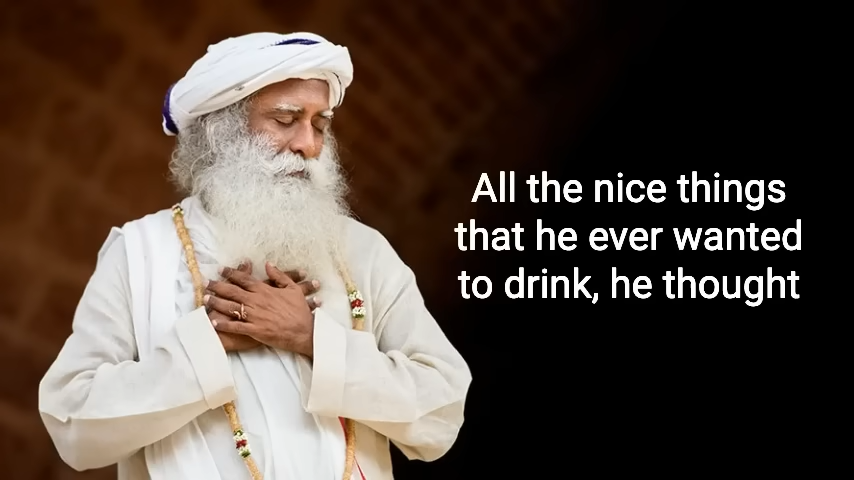 All the nice things
that he ever wanted
to drink, he thought